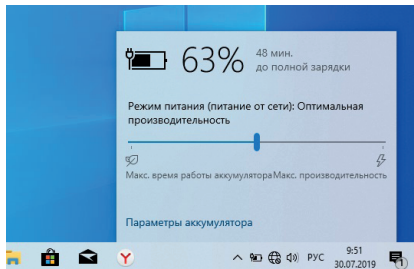 63%
48 мин.
до полной зарядки
Режим питания (питание от сети): Оптимальная
производительность
Макс. время работы аккумулятора Макс. производительность
Параметры аккумулятора
РУС
9:51
30.07.2019
1